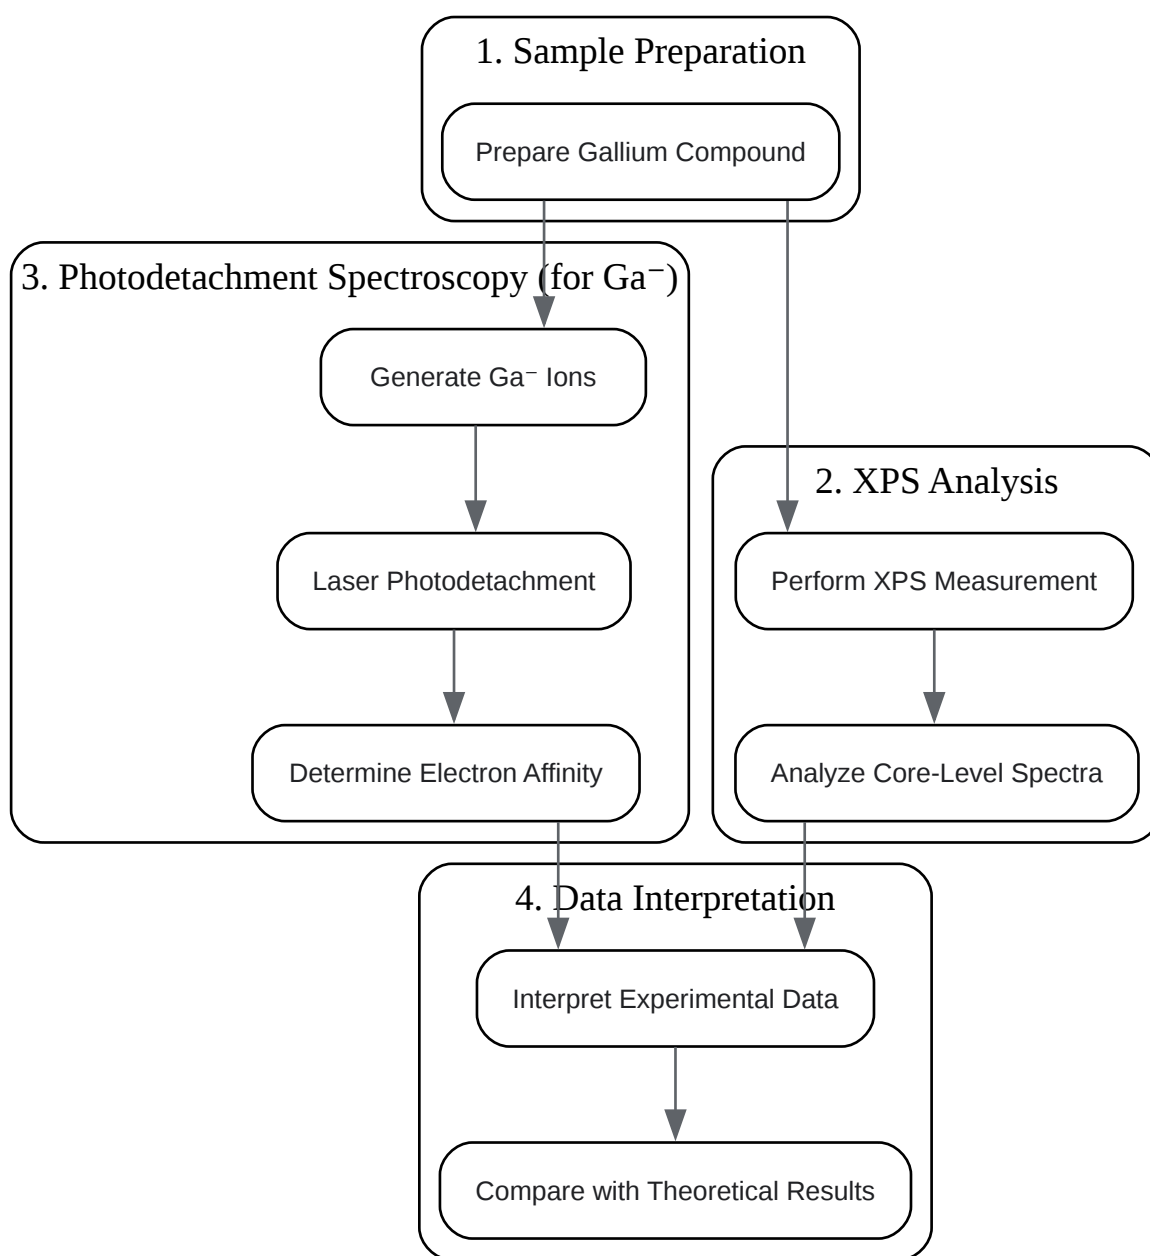 1. Sample Preparation
Prepare Gallium Compound
3. Photodetachment Spectroscopy (for Ga⁻)
Generate Ga⁻ Ions
Laser Photodetachment
Determine Electron Affinity
2. XPS Analysis
Perform XPS Measurement
Analyze Core-Level Spectra
4. Data Interpretation
Interpret Experimental Data
Compare with Theoretical Results